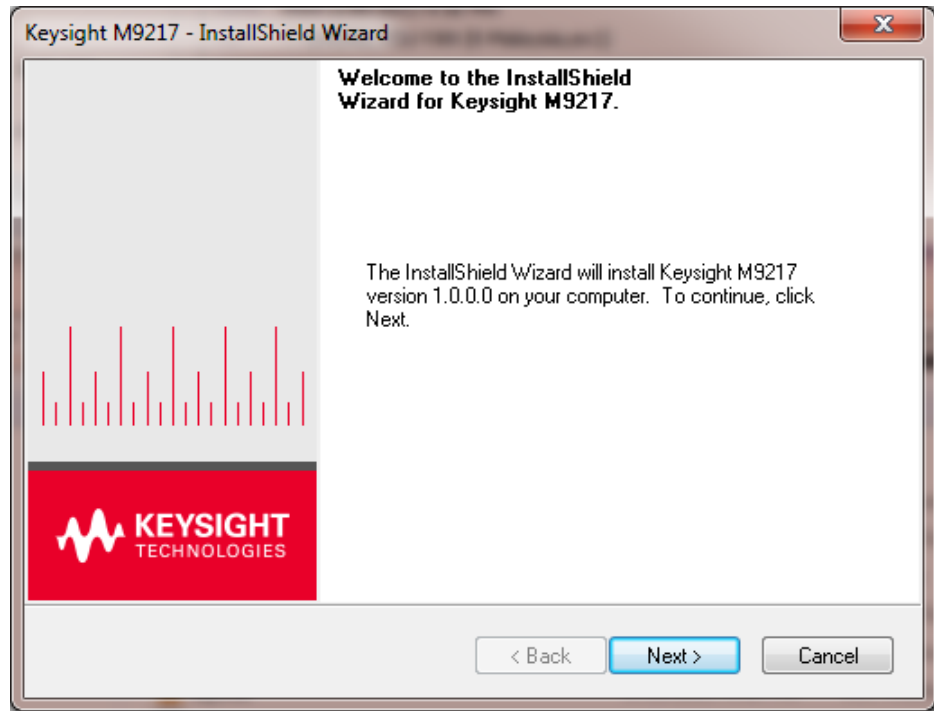 Keysight M9217 - InstallShield Wizard
Welcome to the InstallShield
Wizard for Keysight M9217.
The InstallShield Wizard will install Keysight M9217
version 1.0.0.0 on your computer.  To continue, click
Next.
KEYSIGHT
TECHNOLOGIES
< Back
Next >
Cancel